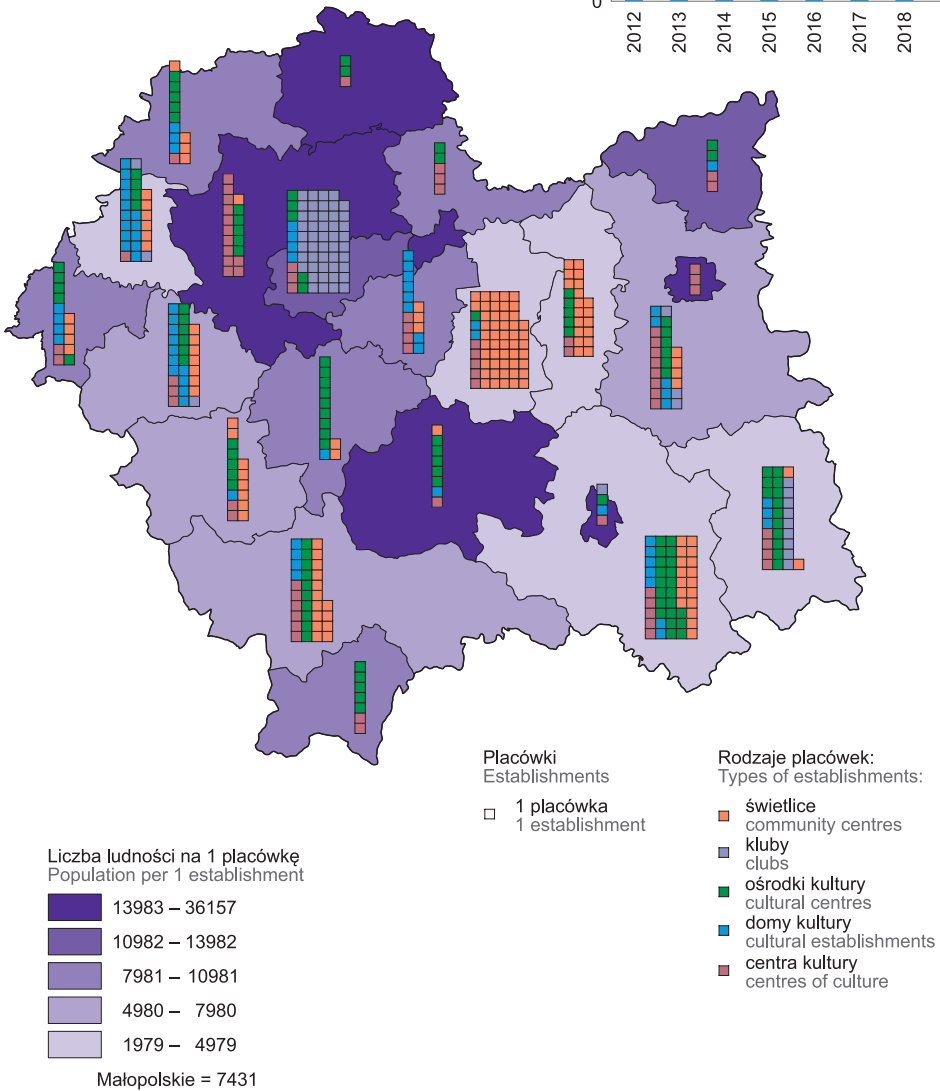 0
2012
2013
2014
2015
2016
2017
2018
Placówki
Establishments
1 placówka
1 establishment
Rodzaje placówek:
Types of establishments:
świetlice
community centres
kluby
clubs
ośrodki kultury
cultural centres
domy kultury
cultural establishments
centra kultury
centres of culture
Liczba ludności na 1 placówkę
Population per 1 establishment
13983 – 36157
10982 – 13982
7981 – 10981
4980 – 7980
1979 – 4979
Małopolskie = 7431